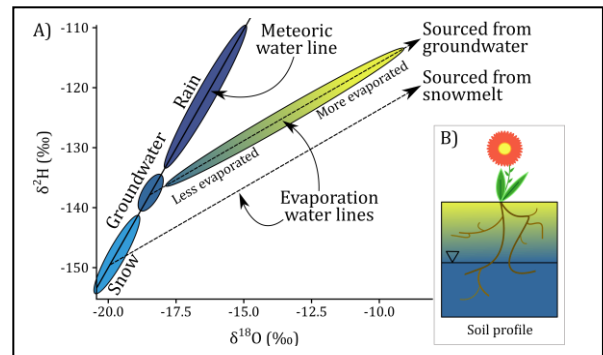 A)
Meteoric
water line
Sourced from
groundwater
Sourced from
snowmelt
Rain
Groundwater
Snow
More evaporated
Less evaporated
Evaporation
water lines
δ²H (‰)
-110
-120
-130
-140
-150
-20.0
-17.5
-15.0
-12.5
-10.0
δ¹⁸O (‰)
B)
Soil profile